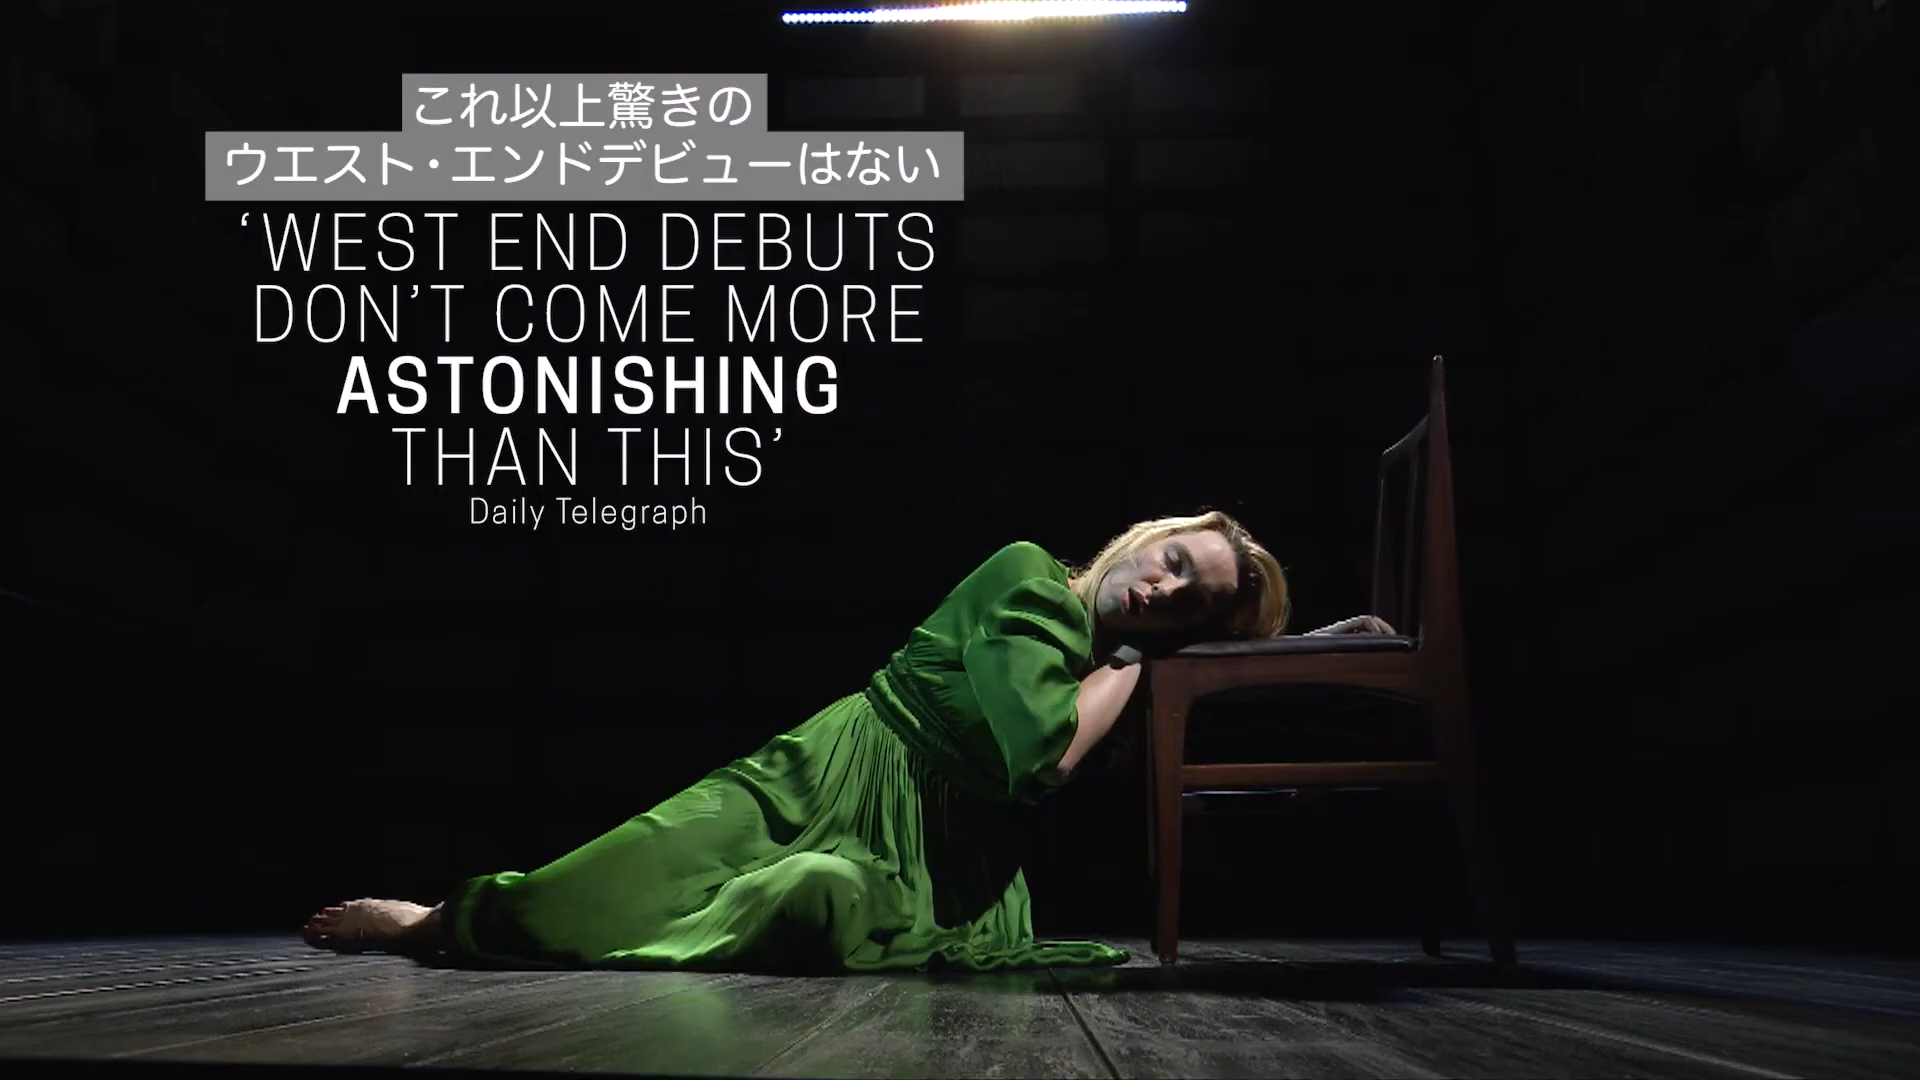 これ以上驚きの
ウエスト・エンドデビューはない
‘WEST END DEBUTS
DON’T COME MORE
ASTONISHING
THAN THIS’
Daily Telegraph